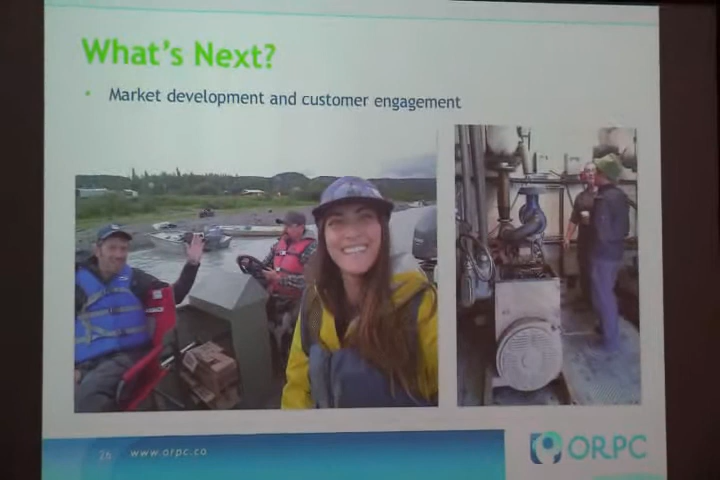 What's Next?
• Market development and customer engagement
26 www.orpc.co
ORPC